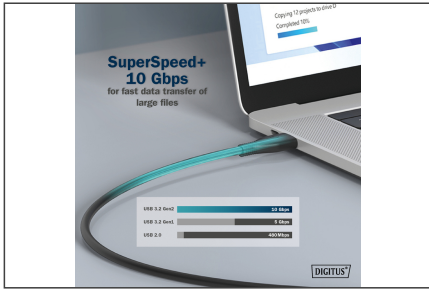 Copying 12 projects to drive D
Completed 10%
SuperSpeed+
10 Gbps
for fast data transfer of
large files
USB 3.2 Gen2 10 Gbps
USB 3.2 Gen1 5 Gbps
USB 2.0 480Mbps
DIGITUS®